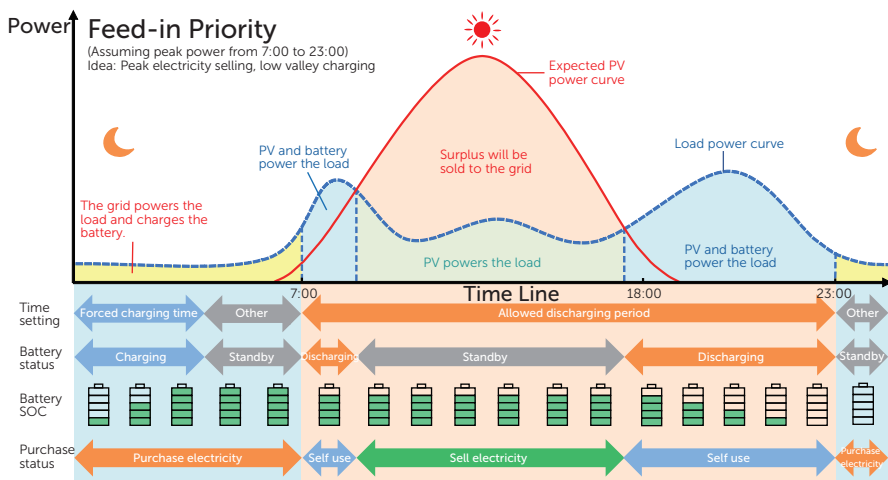 Power
Feed-in Priority
(Assuming peak power from 7:00 to 23:00)
Idea: Peak electricity selling, low valley charging
Expected PV
power curve
PV and battery
power the load
Surplus will be
sold to the grid
Load power curve
The grid powers the
load and charges the
battery.
PV powers the load
PV and battery
power the load
7:00
Time Line
18:00
23:00
Time
setting
Forced charging time
Other
Allowed discharging period
Other
Battery
status
Charging
Standby
Discharging
Standby
Discharging
Standby
Battery
SOC
Purchase
status
Purchase electricity
Self use
Sell electricity
Self use
Purchase
electricity